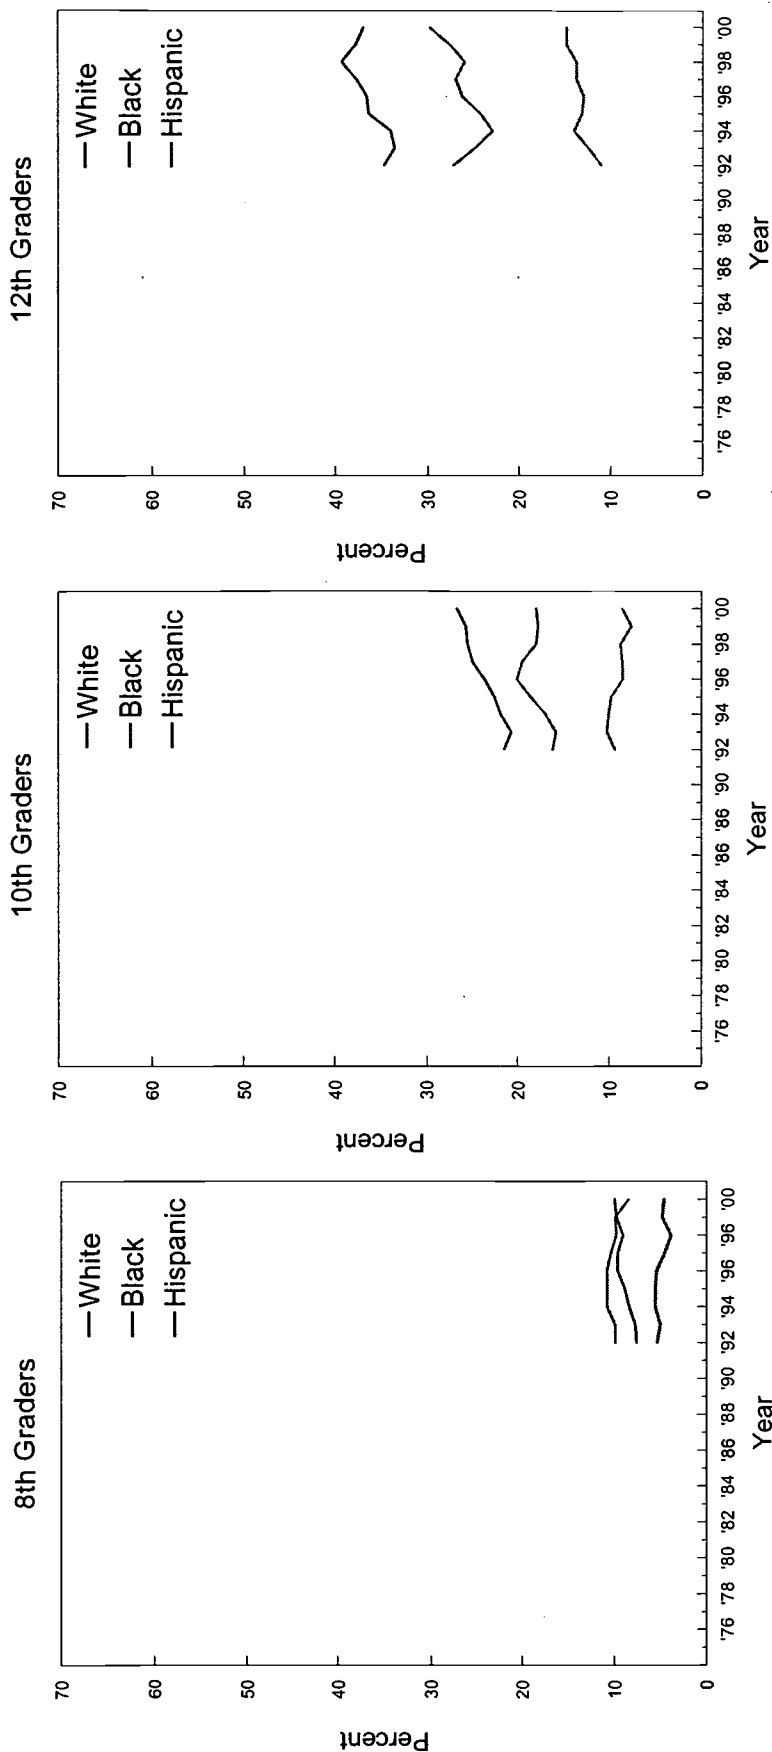 8th Graders
White
Black
Hispanic
Percent
70
60
50
40
30
20
10
0
'76 '78 '80 '82 '84 '86 '88 '90 '92 '94 '96 '96 '00
Year
10th Graders
White
Black
Hispanic
Percent
70
60
50
40
30
20
10
0
'76 '78 '80 '82 '84 '86 '86 '90 '92 '94 '96 '98 '00
Year
12th Graders
White
Black
Hispanic
Percent
70
60
50
40
30
20
10
0
'76 '78 '80 '82 '84 '86 '88 '90 '92 '94 '96 '98 '00
Year